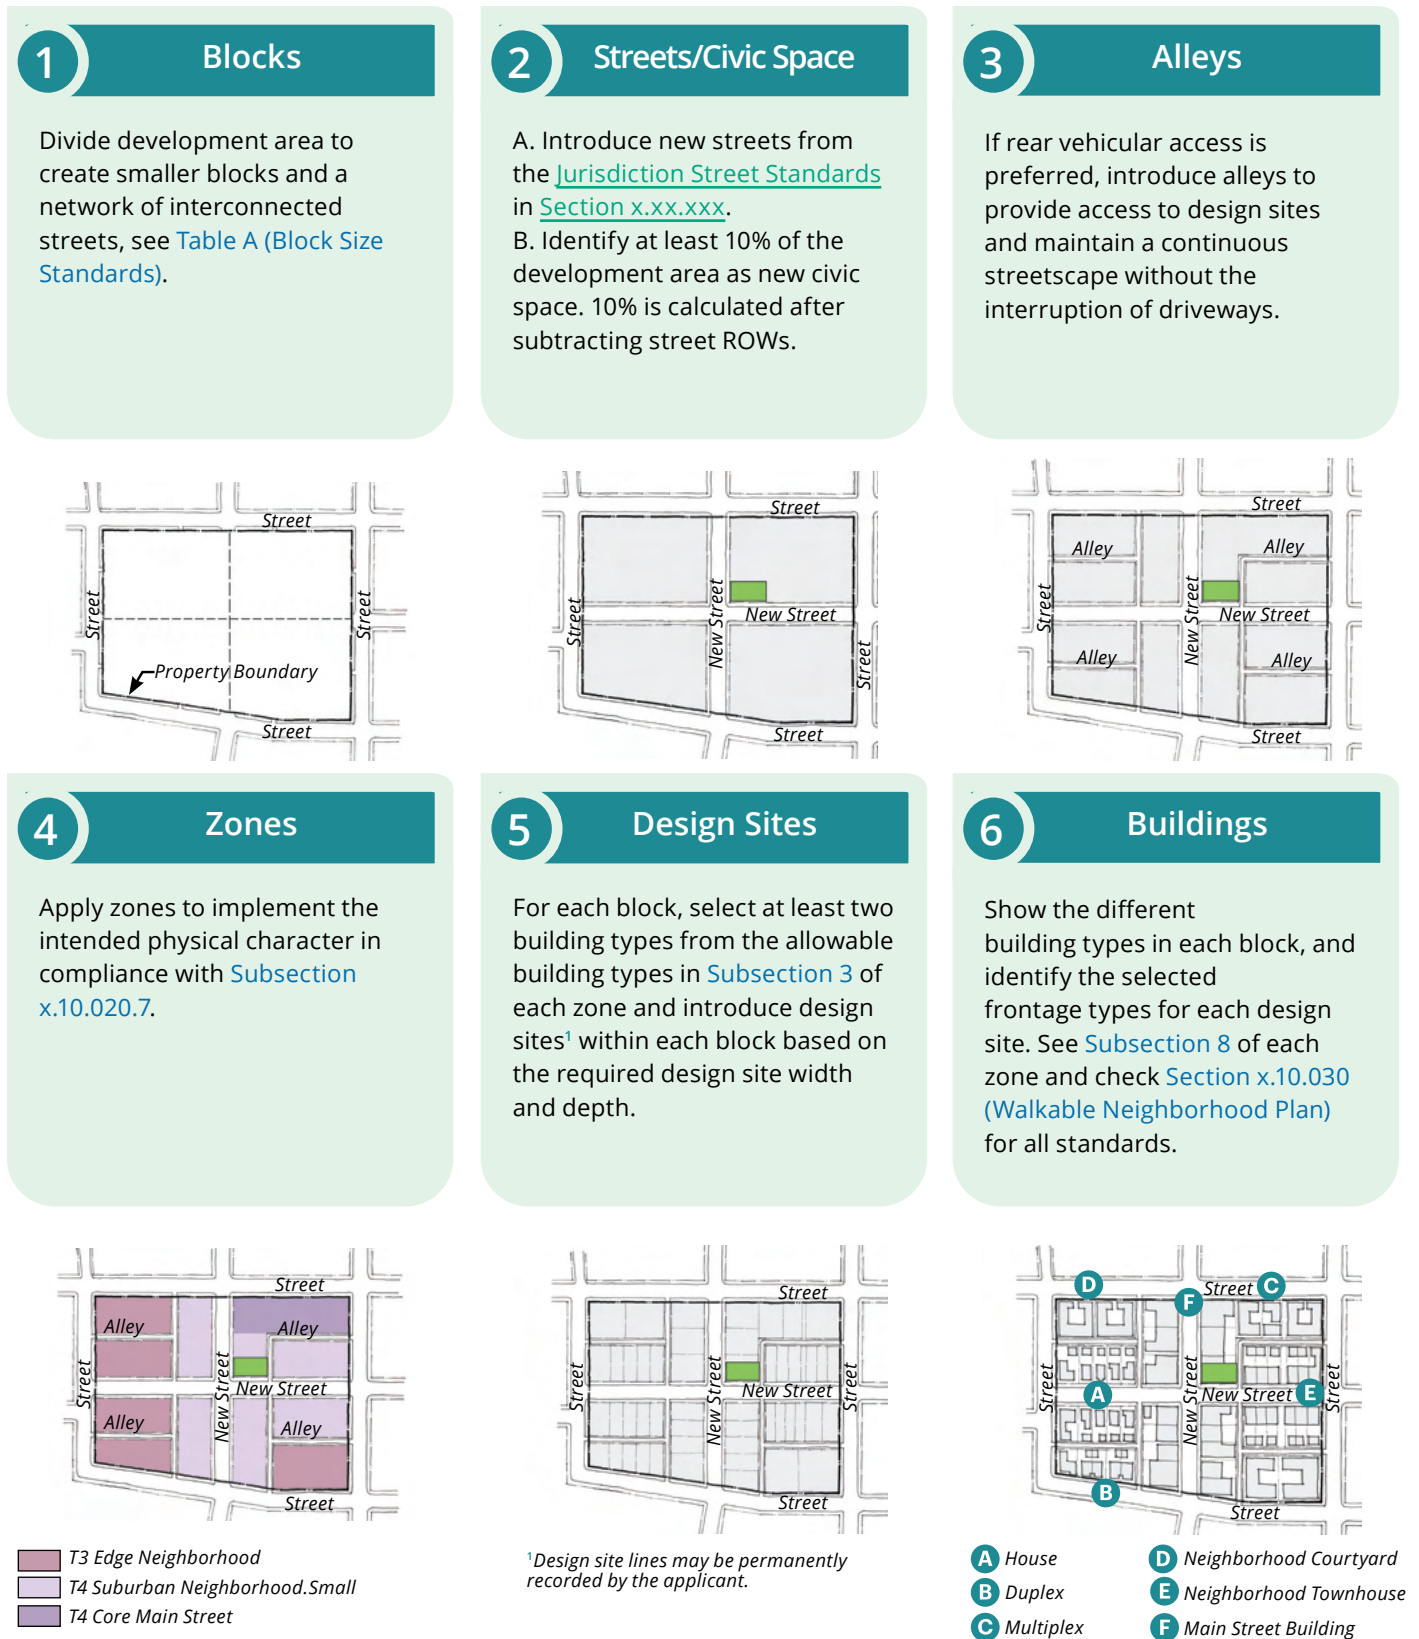 1
Blocks
Divide development area to
create smaller blocks and a
network of interconnected
streets, see Table A (Block Size
Standards).
2
Streets/Civic Space
A. Introduce new streets from
the Jurisdiction Street Standards
in Section x.xx.xxx.
B. Identify at least 10% of the
development area as new civic
space. 10% is calculated after
subtracting street ROWs.
3
Alleys
If rear vehicular access is
preferred, introduce alleys to
provide access to design sites
and maintain a continuous
streetscape without the
interruption of driveways.
Street
Street
Street
Property Boundary
Street
Street
Street
New Street
New Street
Street
Street
Street
Alley
Alley
Street
New Street
New Street
Alley
Alley
Street
4
Zones
Apply zones to implement the
intended physical character in
compliance with Subsection
x.10.020.7.
5
Design Sites
For each block, select at least two
building types from the allowable
building types in Subsection 3 of
each zone and introduce design
sites1 within each block based on
the required design site width
and depth.
6
Buildings
Show the different
building types in each block, and
identify the selected
frontage types for each design
site. See Subsection 8 of each
zone and check Section x.10.030
(Walkable Neighborhood Plan)
for all standards.
Street
Alley
Alley
Street
New Street
New Street
Alley
Alley
Street
T3 Edge Neighborhood
T4 Suburban Neighborhood.Small
T4 Core Main Street
Street
Street
New Street
New Street
Street
Street
1Design site lines may be permanently
recorded by the applicant.
D
F
Street
C
Street
A
New Street
New Street
E
Street
B
Street
A House
B Duplex
C Multiplex
D Neighborhood Courtyard
E Neighborhood Townhouse
F Main Street Building